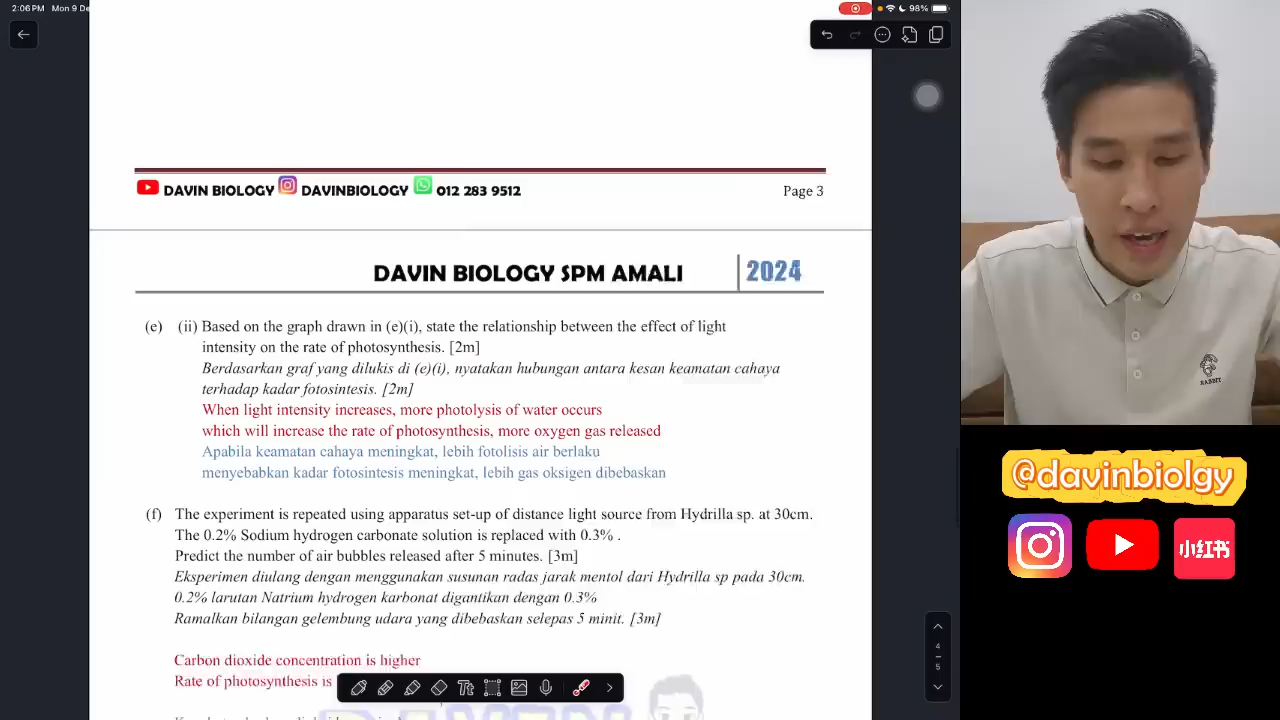 2:06 PM Mon 9 De
98%
DAVIN BIOLOGY DAVINBIOLOGY 012 283 9512
Page 3
DAVIN BIOLOGY SPM AMALI 2024
(e) (ii) Based on the graph drawn in (e)(i), state the relationship between the effect of light
intensity on the rate of photosynthesis. [2m]
Berdasarkan graf yang dilukis di (e)(i), nyatakan hubungan antara kesan keamatan cahaya
terhadap kadar fotosintesis. [2m]
When light intensity increases, more photolysis of water occurs
which will increase the rate of photosynthesis, more oxygen gas released
Apabila keamatan cahaya meningkat, lebih fotolisis air berlaku
menyebabkan kadar fotosintesis meningkat, lebih gas oksigen dibebaskan
(f) The experiment is repeated using apparatus set-up of distance light source from Hydrilla sp. at 30cm.
The 0.2% Sodium hydrogen carbonate solution is replaced with 0.3% .
Predict the number of air bubbles released after 5 minutes. [3m]
Eksperimen diulang dengan menggunakan susunan radas jarak mentol dari Hydrilla sp pada 30cm.
0.2% larutan Natrium hydrogen karbonat digantikan dengan 0.3%
Ramalkan bilangan gelembung udara yang dibebaskan selepas 5 minit. [3m]
Carbon dioxide concentration is higher
Rate of photosynthesis is
Tt
4
5
RABBIT
@davinbiolgy
小红书